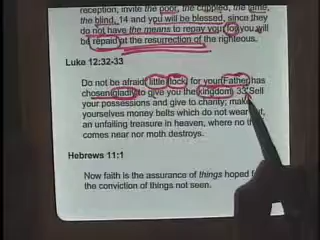 reception, invite the poor, the crippled, the lame,
the blind, 14 and you will be blessed, since they
do not have the means to repay you for you will
be repaid at the resurrection of the righteous.
Luke 12:32-33
Do not be afraid little flock, for your Father has
chosen gladly to give you the kingdom 33 Sell
your possessions and give to charity; make
yourselves money belts which do not wear out,
an unfailing treasure in heaven, where no
comes near nor moth destroys.
Hebrews 11:1
Now faith is the assurance of things hoped
the conviction of things not seen.